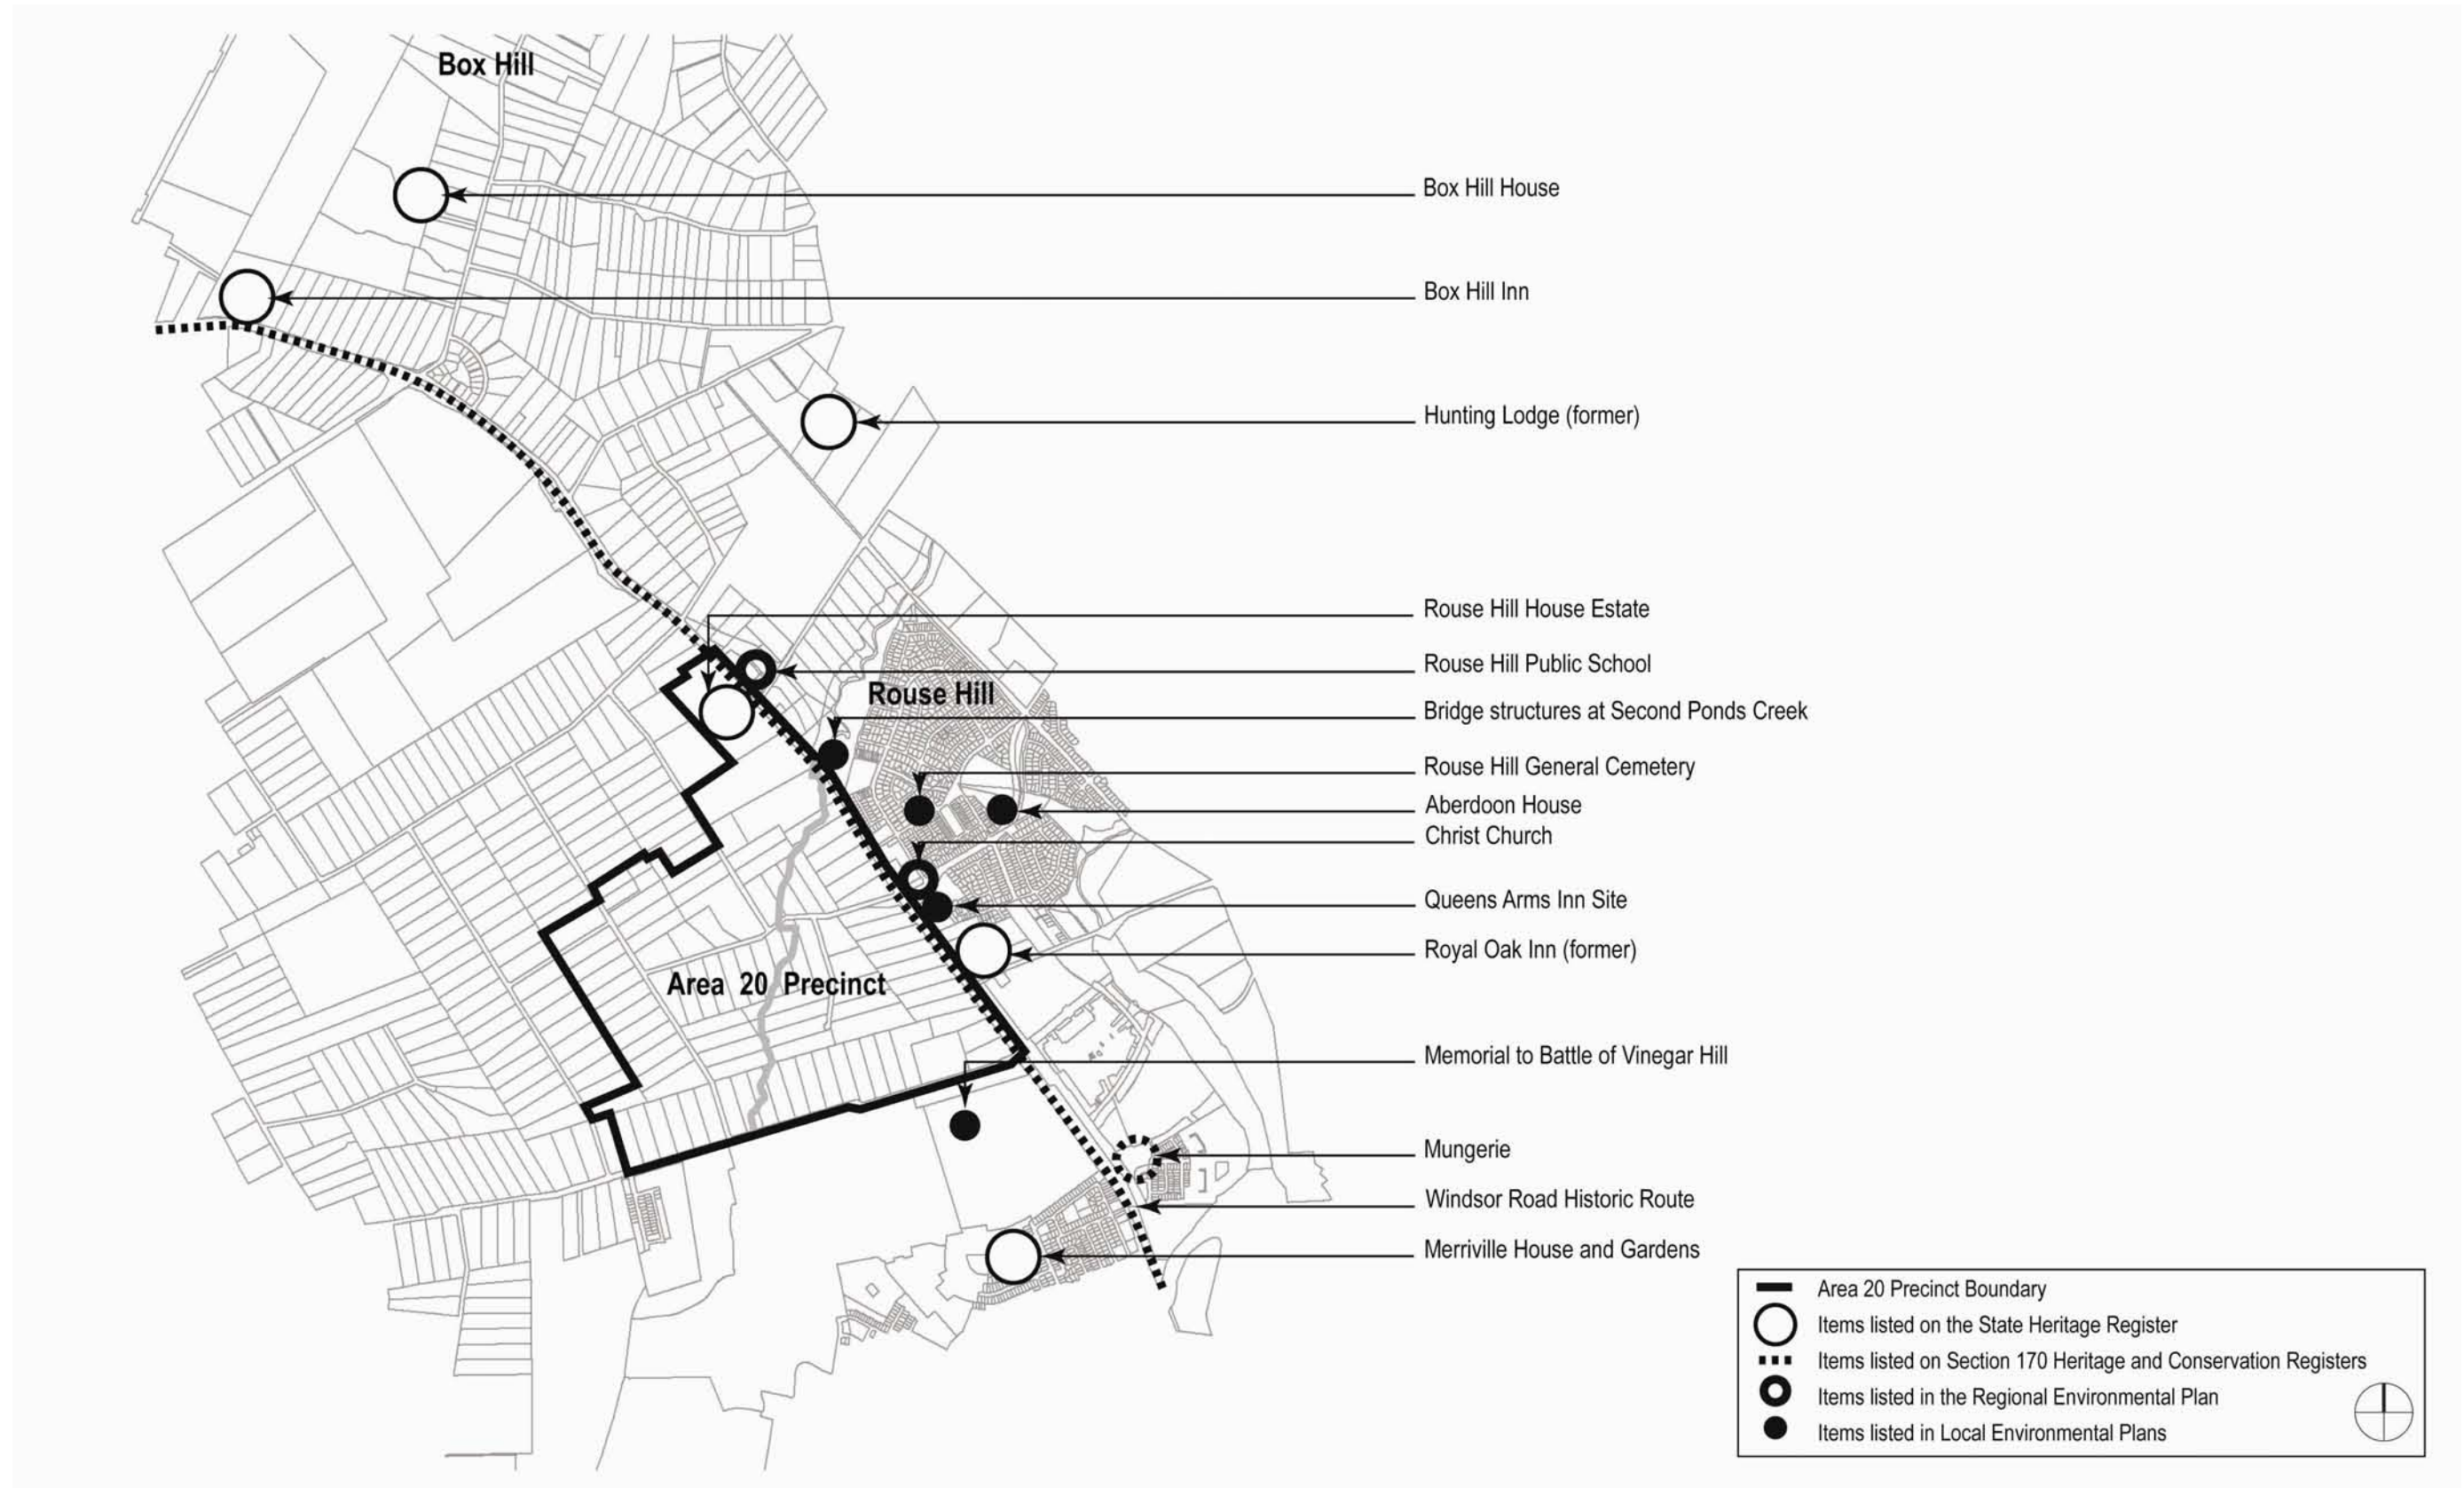 Box Hill
Box Hill House
Box Hill Inn
Hunting Lodge (former)
Rouse Hill House Estate
Rouse Hill Public School
Rouse Hill
Bridge structures at Second Ponds Creek
Rouse Hill General Cemetery
Aberdoon House
Christ Church
Queens Arms Inn Site
Royal Oak Inn (former)
Area 20 Precinct
Memorial to Battle of Vinegar Hill
Mungerie
Windsor Road Historic Route
Merriville House and Gardens
Area 20 Precinct Boundary
Items listed on the State Heritage Register
Items listed on Section 170 Heritage and Conservation Registers
Items listed in the Regional Environmental Plan
Items listed in Local Environmental Plans